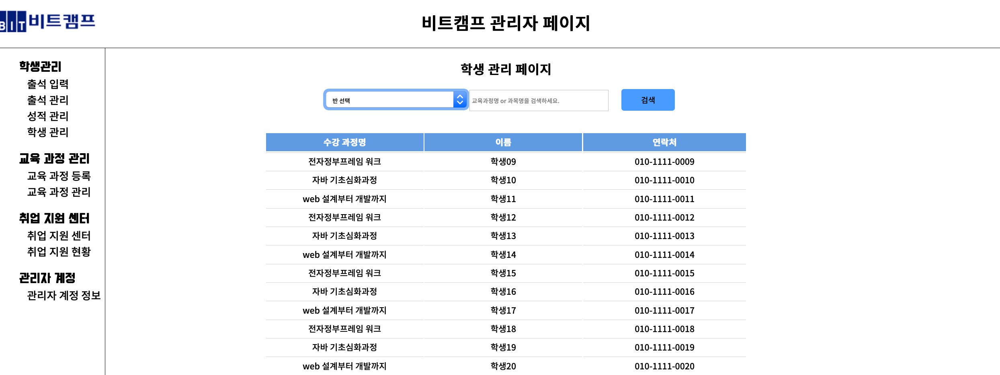 BIT 비트캠프
비트캠프 관리자 페이지
학생관리
출석 입력
출석 관리
성적 관리
학생 관리
교육 과정 관리
교육 과정 등록
교육 과정 관리
취업 지원 센터
취업 지원 센터
취업 지원 현황
관리자 계정
관리자 계정 정보
학생 관리 페이지
반 선택 교육과정명 or 과목명을 검색하세요. 검색
수강 과정명 이름 연락처
전자정부프레임 워크 학생09 010-1111-0009
자바 기초심화과정 학생10 010-1111-0010
web 설계부터 개발까지 학생11 010-1111-0011
전자정부프레임 워크 학생12 010-1111-0012
자바 기초심화과정 학생13 010-1111-0013
web 설계부터 개발까지 학생14 010-1111-0014
전자정부프레임 워크 학생15 010-1111-0015
자바 기초심화과정 학생16 010-1111-0016
web 설계부터 개발까지 학생17 010-1111-0017
전자정부프레임 워크 학생18 010-1111-0018
자바 기초심화과정 학생19 010-1111-0019
web 설계부터 개발까지 학생20 010-1111-0020